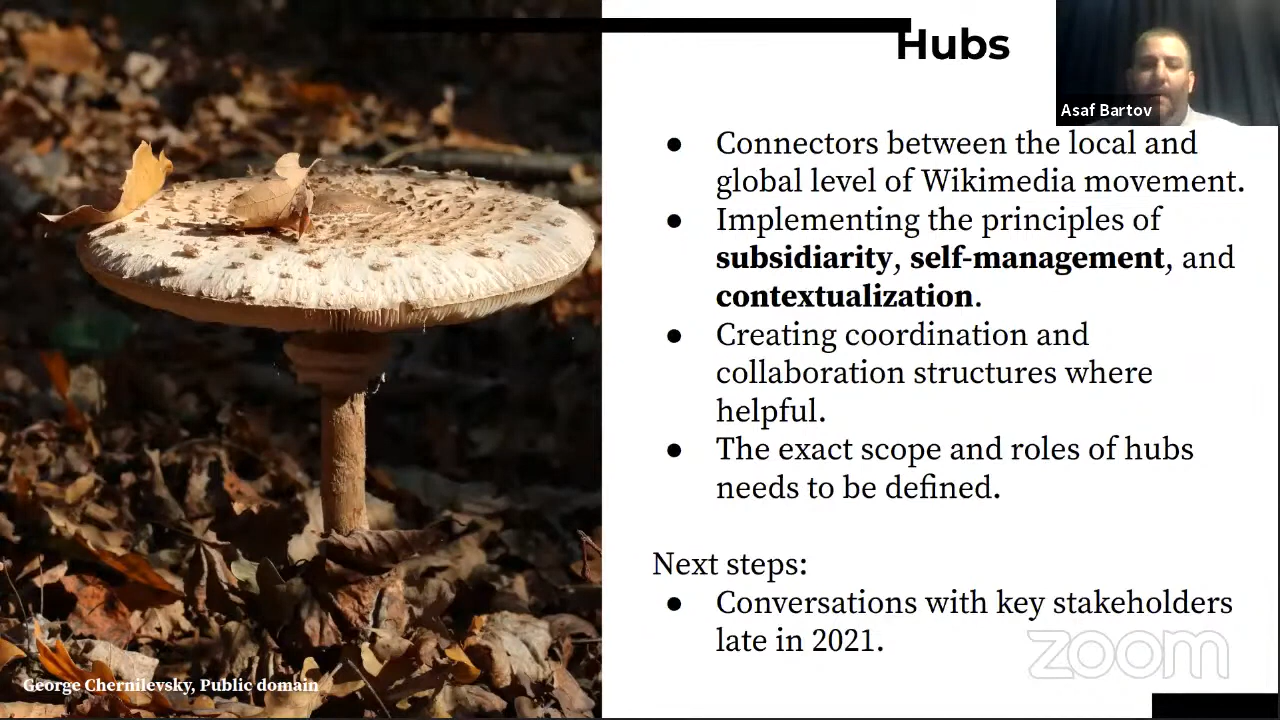 Hubs
Asaf Bartov
● Connectors between the local and
global level of Wikimedia movement.
● Implementing the principles of
subsidiarity, self-management, and
contextualization.
● Creating coordination and
collaboration structures where
helpful.
● The exact scope and roles of hubs
needs to be defined.
Next steps:
● Conversations with key stakeholders
late in 2021.
zoom
George Chernilevsky, Public domain